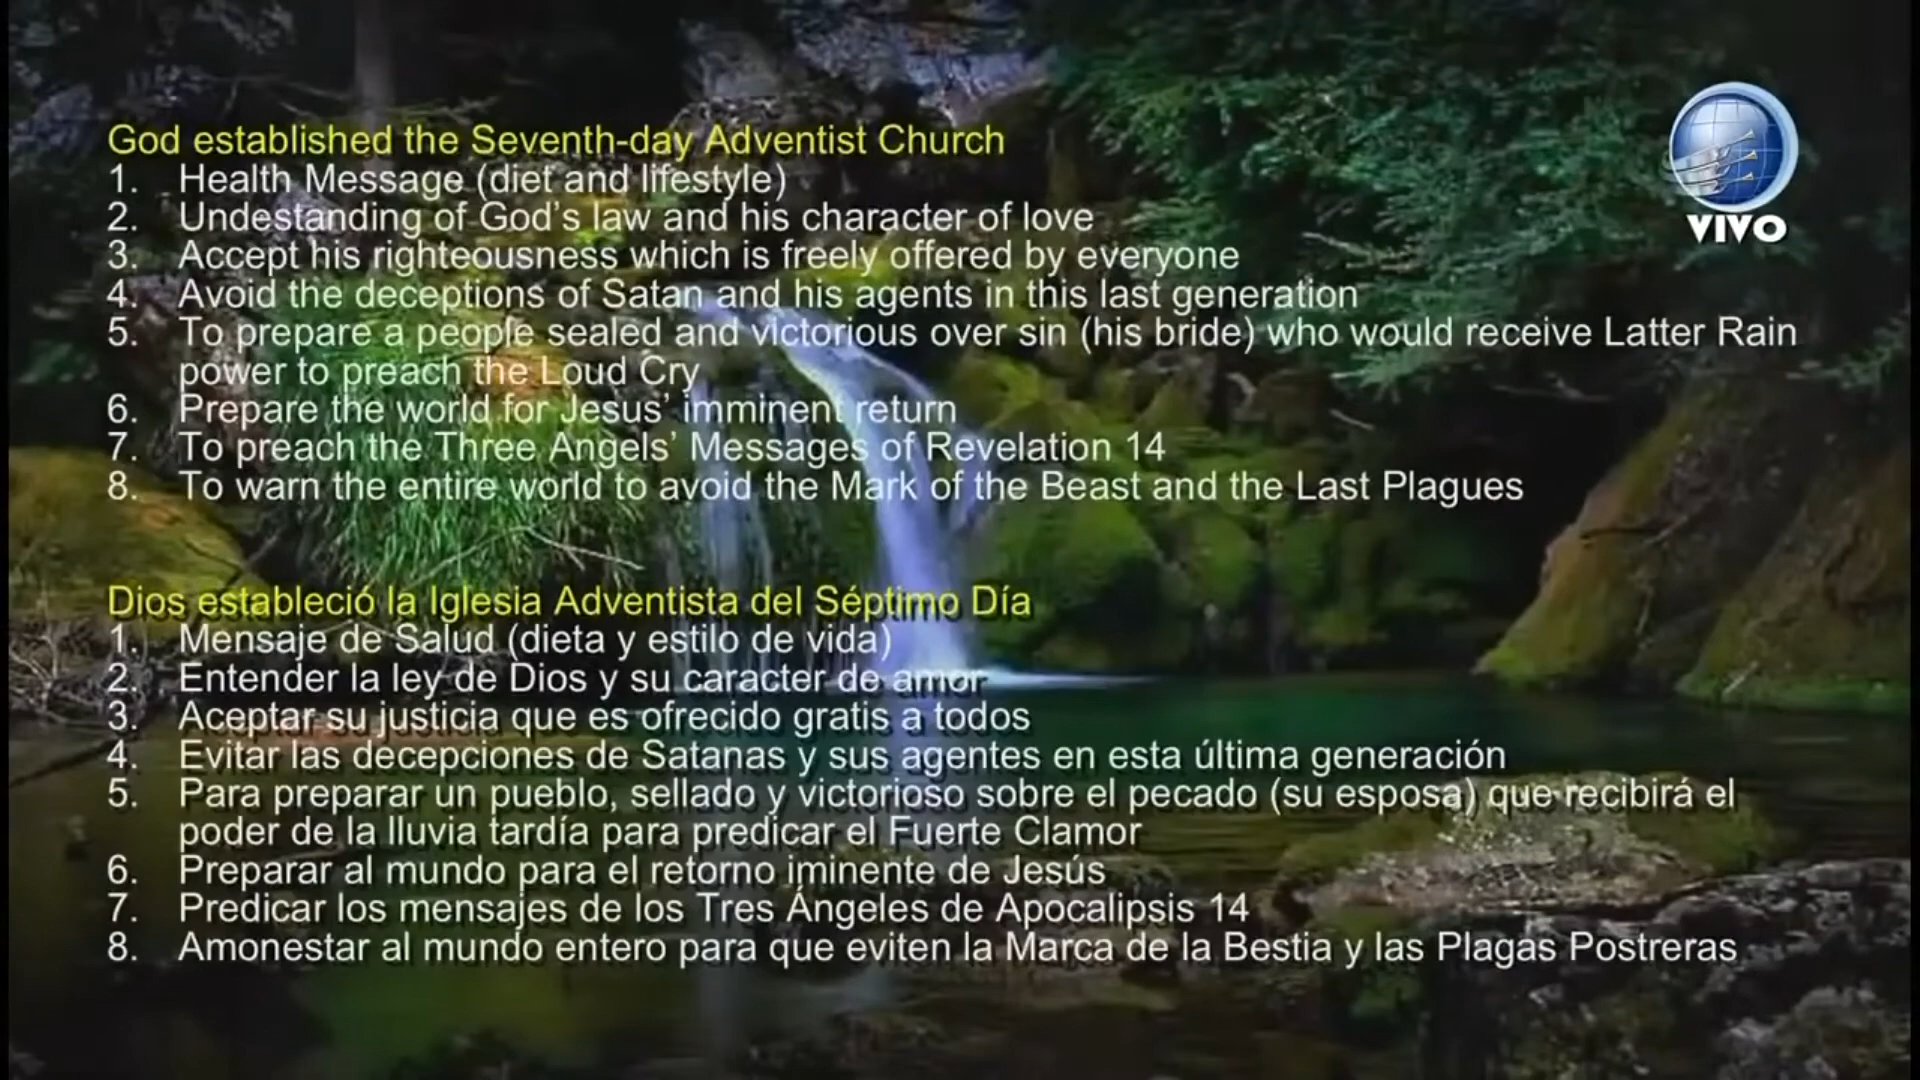 God established the Seventh-day Adventist Church
1. Health Message (diet and lifestyle)
2. Undestanding of God's law and his character of love
3. Accept his righteousness which is freely offered by everyone
4. Avoid the deceptions of Satan and his agents in this last generation
5. To prepare a people sealed and victorious over sin (his bride) who would receive Latter Rain
power to preach the Loud Cry
6. Prepare the world for Jesus' imminent return
7. To preach the Three Angels' Messages of Revelation 14
8. To warn the entire world to avoid the Mark of the Beast and the Last Plagues
VIVO
Dios estableció la Iglesia Adventista del Séptimo Día
1. Mensaje de Salud (dieta y estilo de vida)
2. Entender la ley de Dios y su caracter de amor
3. Aceptar su justicia que es ofrecido gratis a todos
4. Evitar las decepciones de Satanas y sus agentes en esta última generación
5. Para preparar un pueblo, sellado y victorioso sobre el pecado (su esposa) que recibirá el
poder de la lluvia tardía para predicar el Fuerte Clamor
6. Preparar al mundo para el retorno iminente de Jesús
7. Predicar los mensajes de los Tres Ángeles de Apocalipsis 14
8. Amonestar al mundo entero para que eviten la Marca de la Bestia y las Plagas Postreras